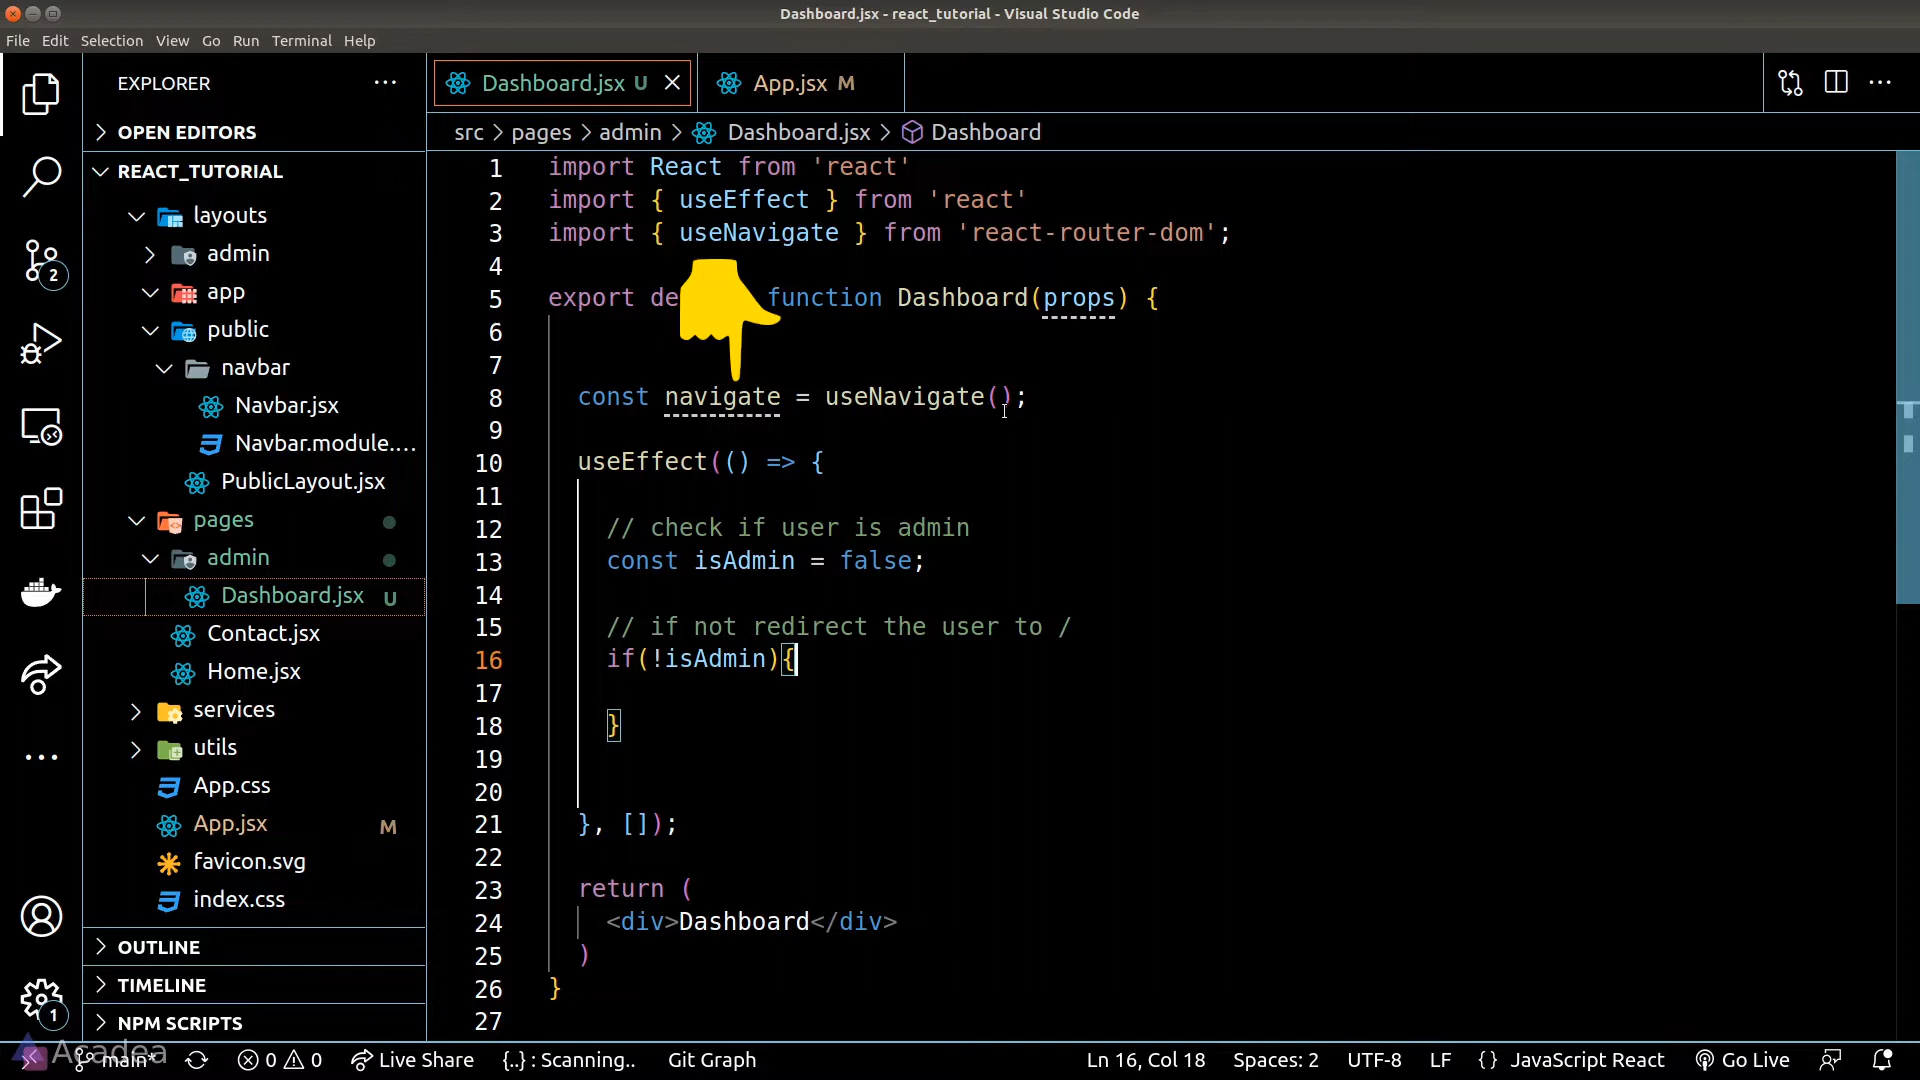 Dashboard.jsx - react_tutorial - Visual Studio Code
File Edit Selection View Go Run Terminal Help
EXPLORER
OPEN EDITORS
REACT_TUTORIAL
layouts
admin
app
public
navbar
Navbar.jsx
Navbar.module....
PublicLayout.jsx
pages
admin
Dashboard.jsx U
Contact.jsx
Home.jsx
services
utils
App.css
App.jsx M
favicon.svg
index.css
OUTLINE
TIMELINE
NPM SCRIPTS
2
1
Dashboard.jsx U App.jsx M
src > pages > admin > Dashboard.jsx > Dashboard
1 import React from 'react'
2 import { useEffect } from 'react'
3 import { useNavigate } from 'react-router-dom';
4
5 export de function Dashboard(props) {
6
7
8 const navigate = useNavigate();
9
10 useEffect(() => {
11
12 // check if user is admin
13 const isAdmin = false;
14
15 // if not redirect the user to /
16 if(!isAdmin){
17
18 }
19
20
21 }, []);
22
23 return (
24 <div>Dashboard</div>
25 )
26 }
27
Acadea
main* 0 0 Live Share {..} : Scanning.. Git Graph Ln 16, Col 18 Spaces: 2 UTF-8 LF {} JavaScript React Go Live